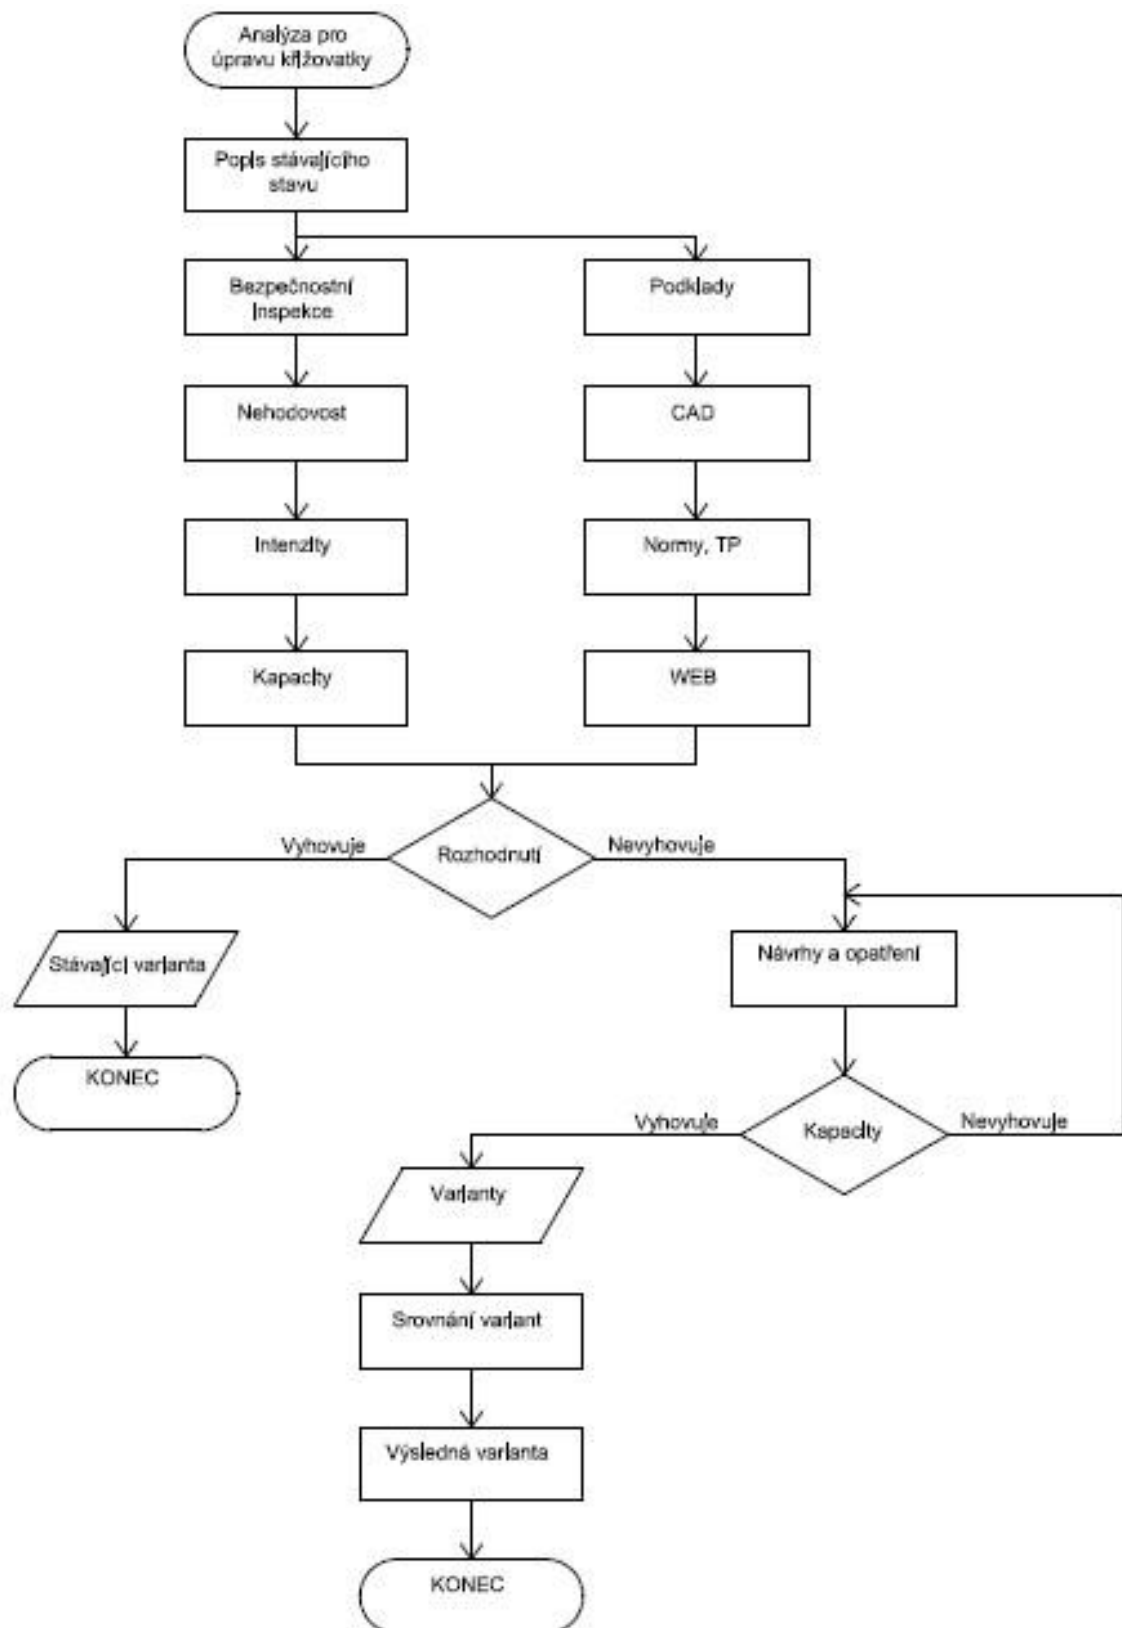 Analýza pro
úpravu křižovatky
Popis stávajícího
stavu
Bezpečnostní
Inspekce
Podklady
Nehodovost
CAD
Intenzity
Normy, TP
Kapacity
WEB
Vyhovuje
Rozhodnutí
Nevyhovuje
Stávající varianta
Návrhy a opatření
KONEC
Vyhovuje
Kapacity
Nevyhovuje
Varianty
Srovnání variant
Výsledná varianta
KONEC